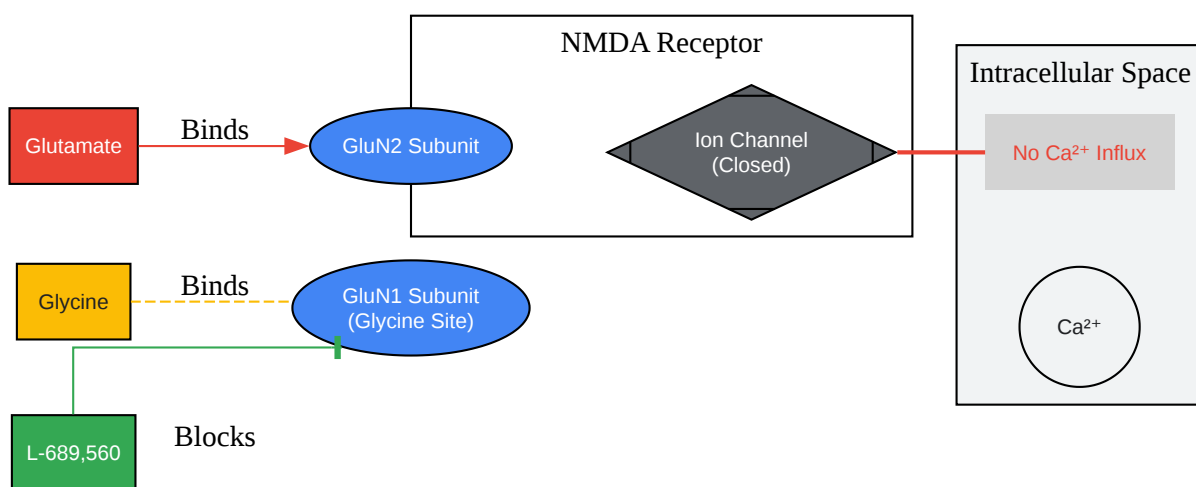 NMDA Receptor
Intracellular Space
Glutamate
Binds
GluN2 Subunit
Ion Channel
(Closed)
No Ca²⁺ Influx
Glycine
Binds
GluN1 Subunit
(Glycine Site)
Ca²⁺
L-689,560
Blocks